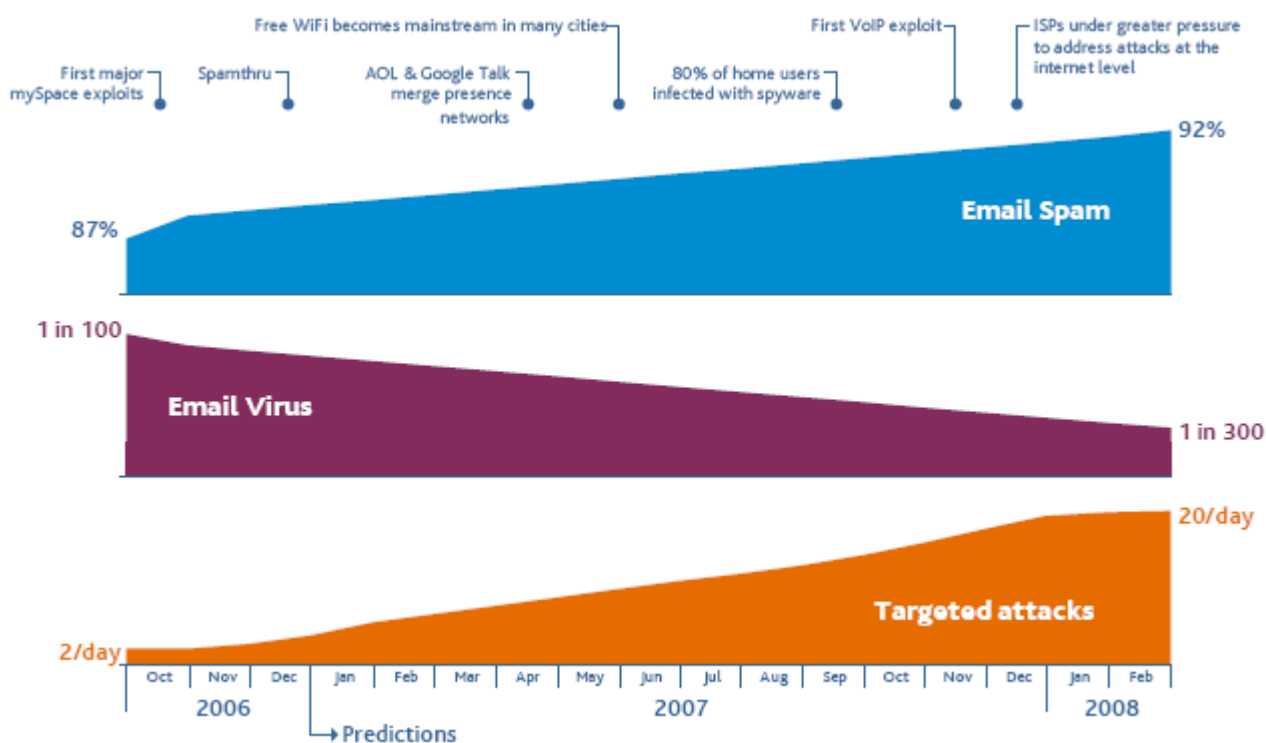 Free WiFi becomes mainstream in many cities
First VoIP exploit
ISPs under greater pressure
to address attacks at the
internet level
First major
mySpace exploits
Spamthru
AOL & Google Talk
merge presence
networks
80% of home users
infected with spyware
92%
87%
Email Spam
1 in 100
Email Virus
1 in 300
20/day
Targeted attacks
2/day
Oct Nov Dec Jan Feb Mar Apr May Jun Jul Aug Sep Oct Nov Dec Jan Feb
2006 2007 2008
Predictions